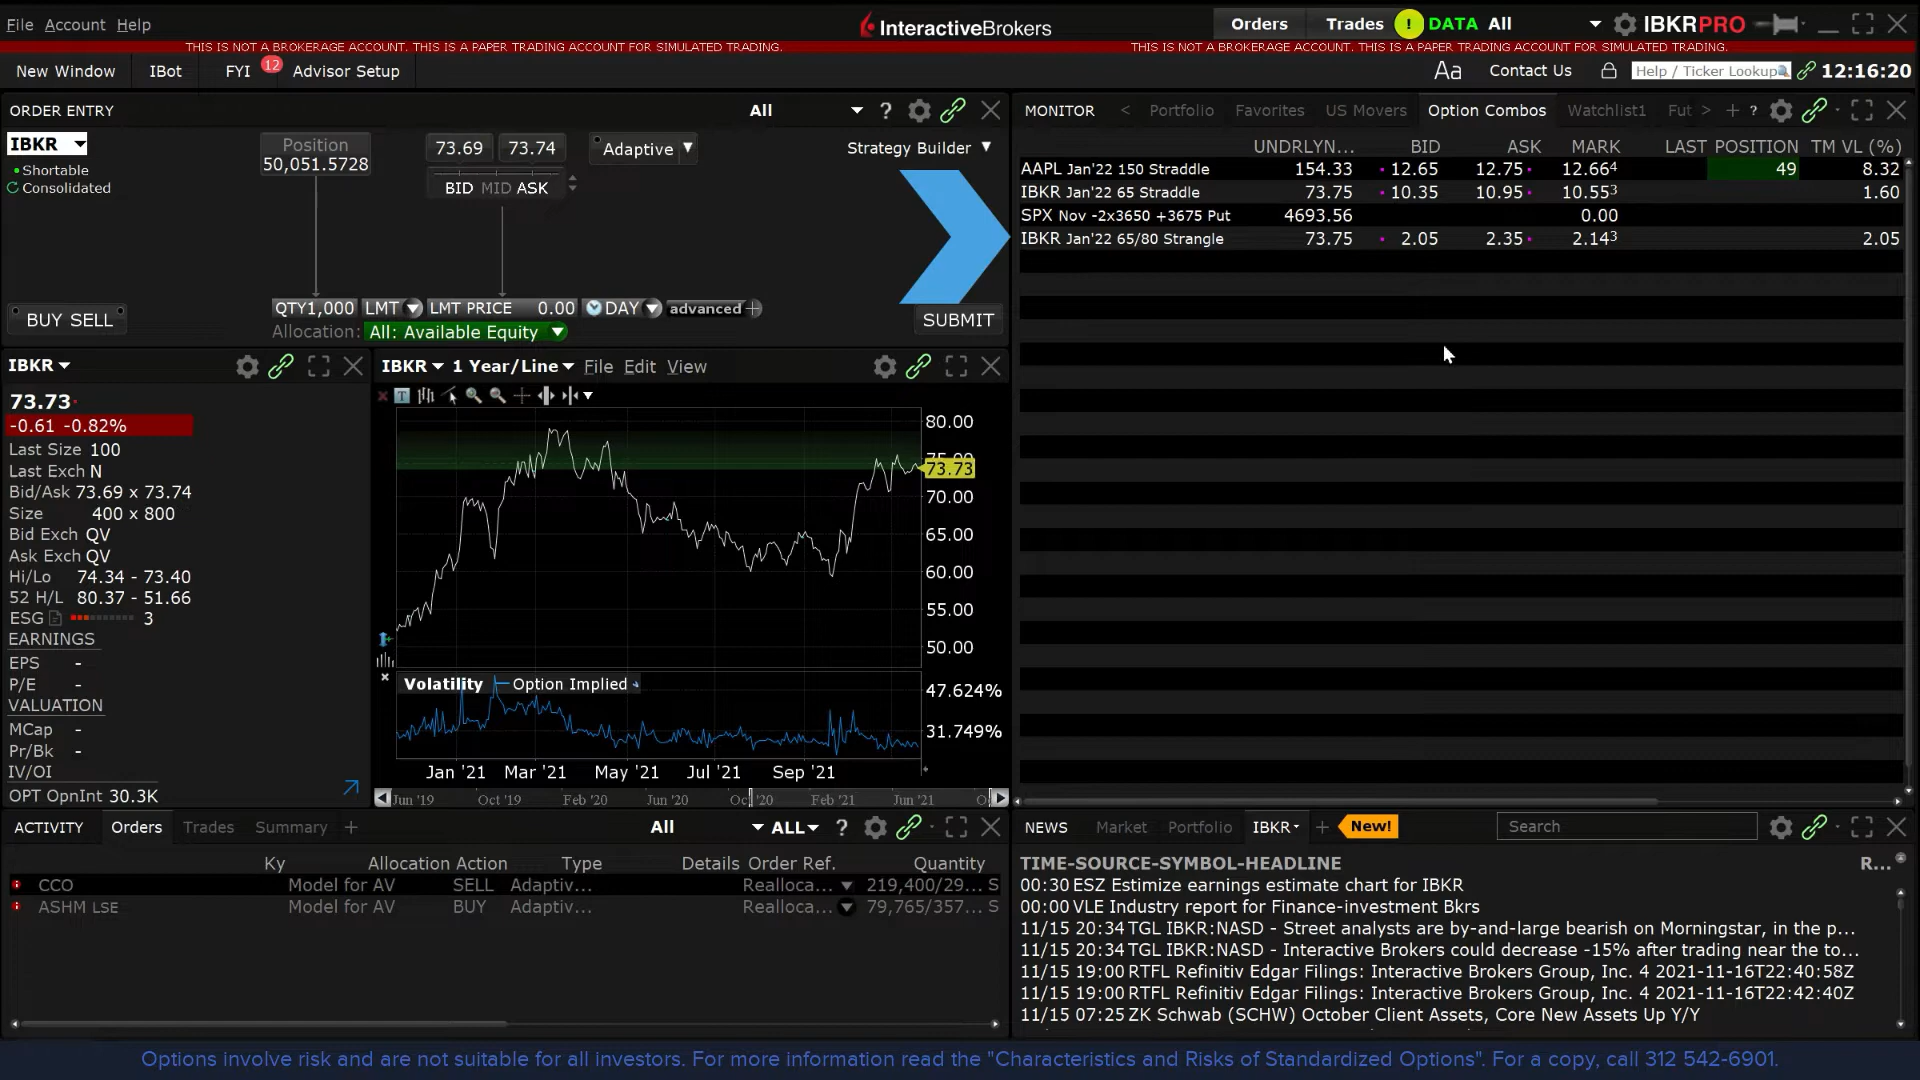 File Account Help
InteractiveBrokers
Orders Trades ! DATA All IBKRPRO
THIS IS NOT A BROKERAGE ACCOUNT. THIS IS A PAPER TRADING ACCOUNT FOR SIMULATED TRADING.
THIS IS NOT A BROKERAGE ACCOUNT. THIS IS A PAPER TRADING ACCOUNT FOR SIMULATED TRADING.
New Window IBot FYI 12 Advisor Setup
Aa Contact Us Help / Ticker Lookup 12:16:20
ORDER ENTRY All ?
IBKR
Shortable
Consolidated
Position
50,051.5728
73.69 73.74 Adaptive
BID MID ASK
Strategy Builder
QTY 1,000 LMT LMT PRICE 0.00 DAY advanced +
BUY SELL
Allocation: All: Available Equity
SUBMIT
MONITOR < Portfolio Favorites US Movers Option Combos Watchlist1 Fut > + ?
UNDRLYN... BID ASK MARK LAST POSITION TM VL (%)
AAPL Jan'22 150 Straddle 154.33 12.65 12.75 12.66⁴ 49 8.32
IBKR Jan'22 65 Straddle 73.75 10.35 10.95 10.55³ 1.60
SPX Nov -2x3650 +3675 Put 4693.56 0.00
IBKR Jan'22 65/80 Strangle 73.75 2.05 2.35 2.14³ 2.05
IBKR
73.73
-0.61 -0.82%
Last Size 100
Last Exch N
Bid/Ask 73.69 x 73.74
Size 400 x 800
Bid Exch QV
Ask Exch QV
Hi/Lo 74.34 - 73.40
52 H/L 80.37 - 51.66
ESG 3
EARNINGS
EPS -
P/E -
VALUATION
MCap -
Pr/Bk -
IV/OI
OPT OpnInt 30.3K
IBKR 1 Year/Line File Edit View
T
80.00
75.00
73.73
70.00
65.00
60.00
55.00
50.00
Volatility Option Implied
47.624%
31.749%
Jan '21 Mar '21 May '21 Jul '21 Sep '21
Jun '19 Oct '19 Feb '20 Jun '20 Oct '20 Feb '21 Jun '21
ACTIVITY Orders Trades Summary + All ALL ?
Ky Allocation Action Type Details Order Ref. Quantity
CCO Model for AV SELL Adaptiv... Realloca... 219,400/29... S
ASHM LSE Model for AV BUY Adaptiv... Realloca... 79,765/357... S
NEWS Market Portfolio IBKR + New! Search
TIME-SOURCE-SYMBOL-HEADLINE R...
00:30 ESZ Estimize earnings estimate chart for IBKR
00:00 VLE Industry report for Finance-investment Bkrs
11/15 20:34 TGL IBKR:NASD - Street analysts are by-and-large bearish on Morningstar, in the p...
11/15 20:34 TGL IBKR:NASD - Interactive Brokers could decrease -15% after trading near the to...
11/15 19:00 RTFL Refinitiv Edgar Filings: Interactive Brokers Group, Inc. 4 2021-11-16T22:40:58Z
11/15 19:00 RTFL Refinitiv Edgar Filings: Interactive Brokers Group, Inc. 4 2021-11-16T22:42:40Z
11/15 07:25 ZK Schwab (SCHW) October Client Assets, Core New Assets Up Y/Y
Options involve risk and are not suitable for all investors. For more information read the "Characteristics and Risks of Standardized Options". For a copy, call 312 542-6901.